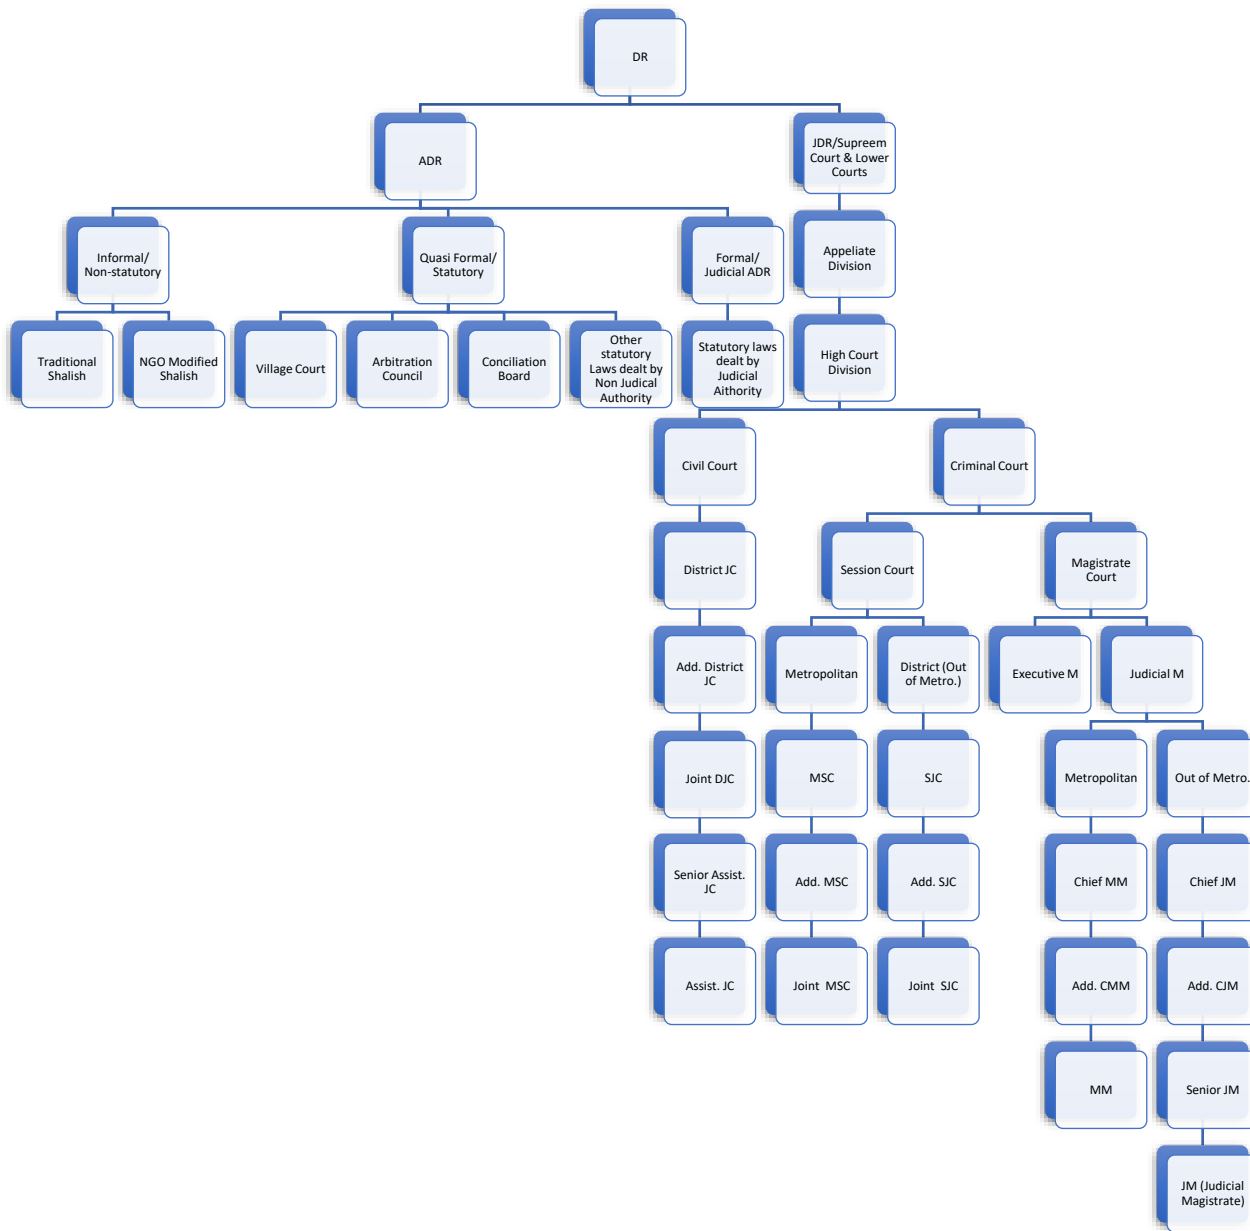 DR
ADR
JDR/Supreem
Court & Lower
Courts
Informal/
Non-statutory
Quasi Formal/
Statutory
Formal/
Judicial ADR
Appeliate
Division
Traditional
Shalish
NGO Modified
Shalish
Village Court
Arbitration
Council
Conciliation
Board
Other
statutory
Laws dealt by
Non Judical
Authority
Statutory laws
dealt by
Judicial
Aithority
High Court
Division
Civil Court
Criminal Court
District JC
Session Court
Magistrate
Court
Add. District
JC
Metropolitan
District (Out
of Metro.)
Executive M
Judicial M
Joint DJC
MSC
SJC
Metropolitan
Out of Metro.
Senior Assist.
JC
Add. MSC
Add. SJC
Chief MM
Chief JM
Assist. JC
Joint MSC
Joint SJC
Add. CMM
Add. CJM
MM
Senior JM
JM (Judicial
Magistrate)